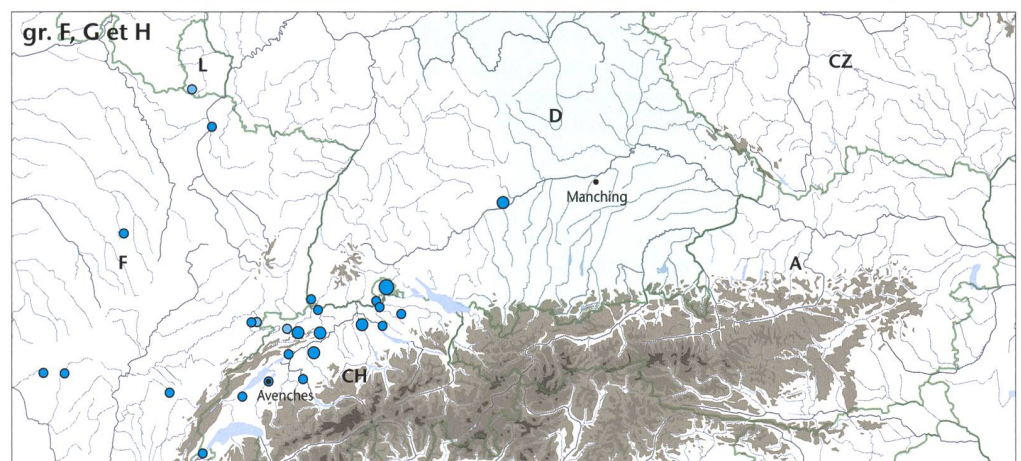 gr. F, G et H
L
CZ
D
Manching
F
A
CH
Avenches